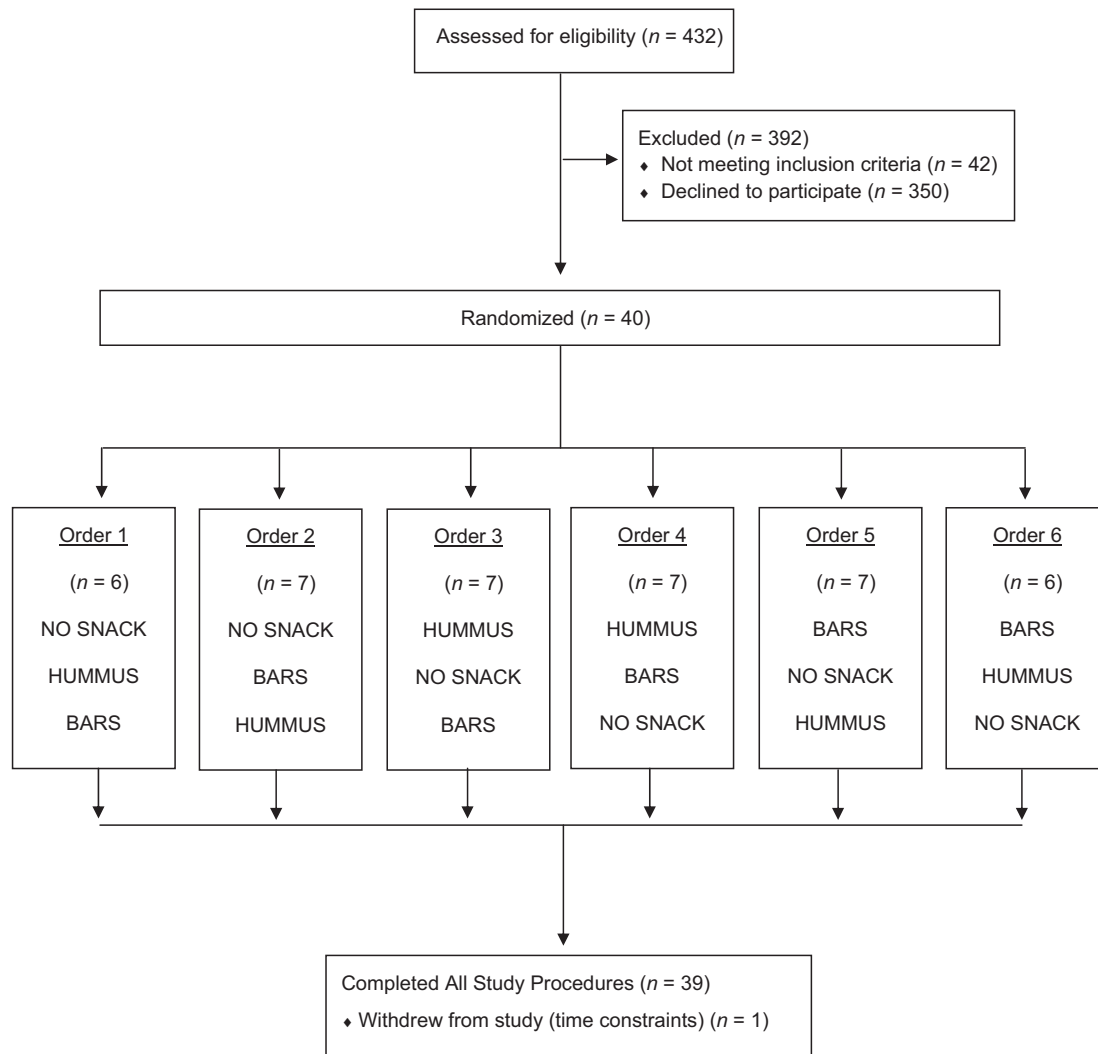 Assessed for eligibility (n = 432)
Excluded (n = 392)
♦ Not meeting inclusion criteria (n = 42)
♦ Declined to participate (n = 350)
Randomized (n = 40)
Order 1
(n = 6)
NO SNACK
HUMMUS
BARS
Order 2
(n = 7)
NO SNACK
BARS
HUMMUS
Order 3
(n = 7)
HUMMUS
NO SNACK
BARS
Order 4
(n = 7)
HUMMUS
BARS
NO SNACK
Order 5
(n = 7)
BARS
NO SNACK
HUMMUS
Order 6
(n = 6)
BARS
HUMMUS
NO SNACK
Completed All Study Procedures (n = 39)
♦ Withdrew from study (time constraints) (n = 1)